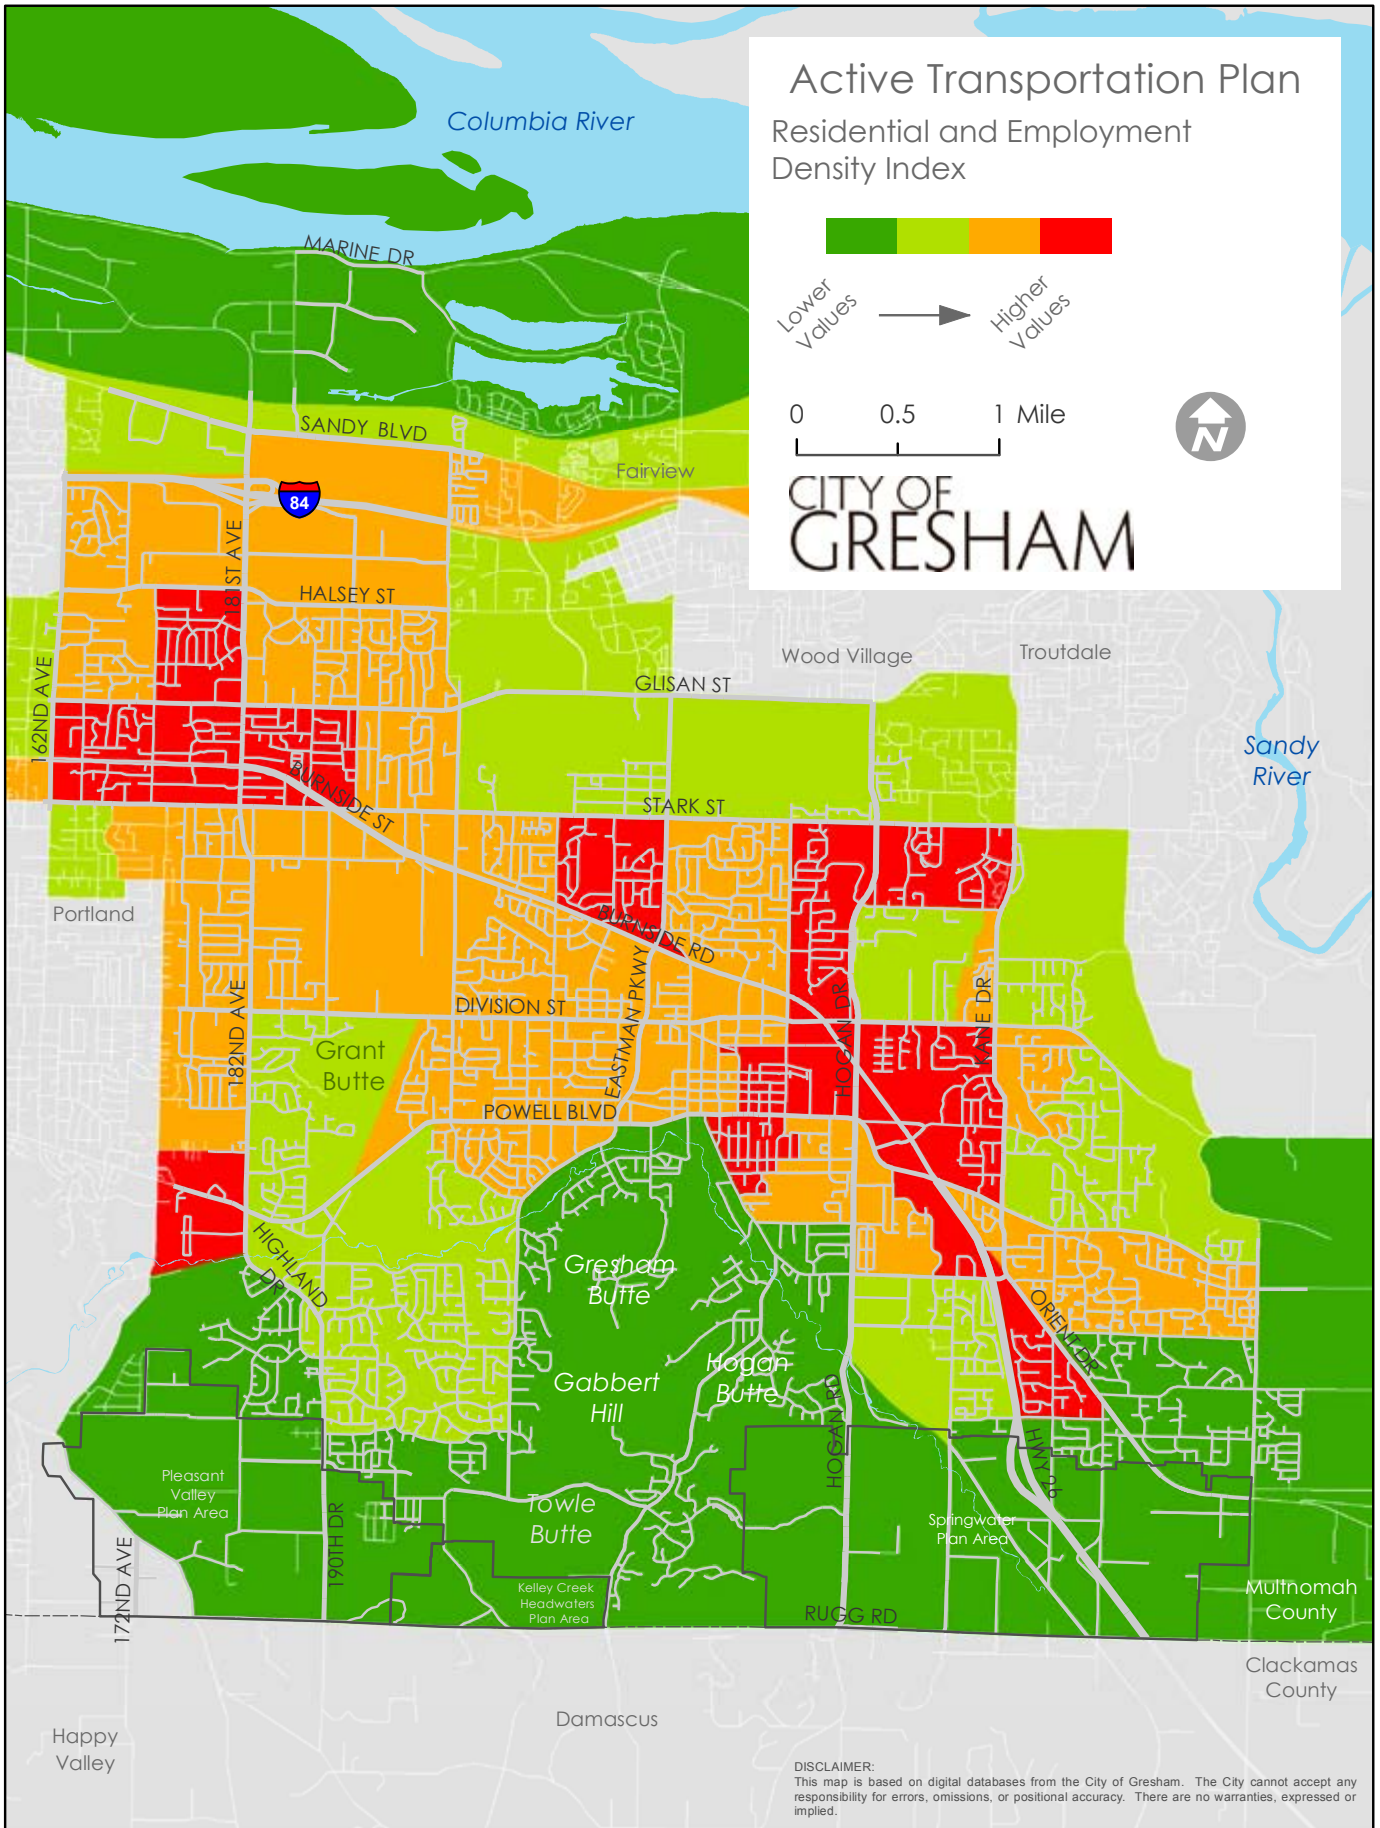 Active Transportation Plan
Residential and Employment
Density Index
Lower
Values
Higher
Values
0 0.5 1 Mile
N
CITY OF
GRESHAM
Columbia River
MARINE DR
SANDY BLVD
Fairview
84
181ST AVE
HALSEY ST
Wood Village
Troutdale
162ND AVE
GLISAN ST
Sandy
River
BURNSIDE ST
STARK ST
Portland
BURNSIDE RD
EASTMAN PKWY
182ND AVE
DIVISION ST
HOGAN DR
KANE DR
Grant
Butte
POWELL BLVD
HIGHLAND
DR
Gresham
Butte
ORIENT DR
Hogan
Butte
Gabbert
Hill
HOGAN RD
HWY 26
Pleasant
Valley
Plan Area
190TH DR
Towle
Butte
Springwater
Plan Area
172ND AVE
Kelley Creek
Headwaters
Plan Area
RUGG RD
Multnomah
County
Clackamas
County
Damascus
Happy
Valley
DISCLAIMER:
This map is based on digital databases from the City of Gresham. The City cannot accept any
responsibility for errors, omissions, or positional accuracy. There are no warranties, expressed or
implied.